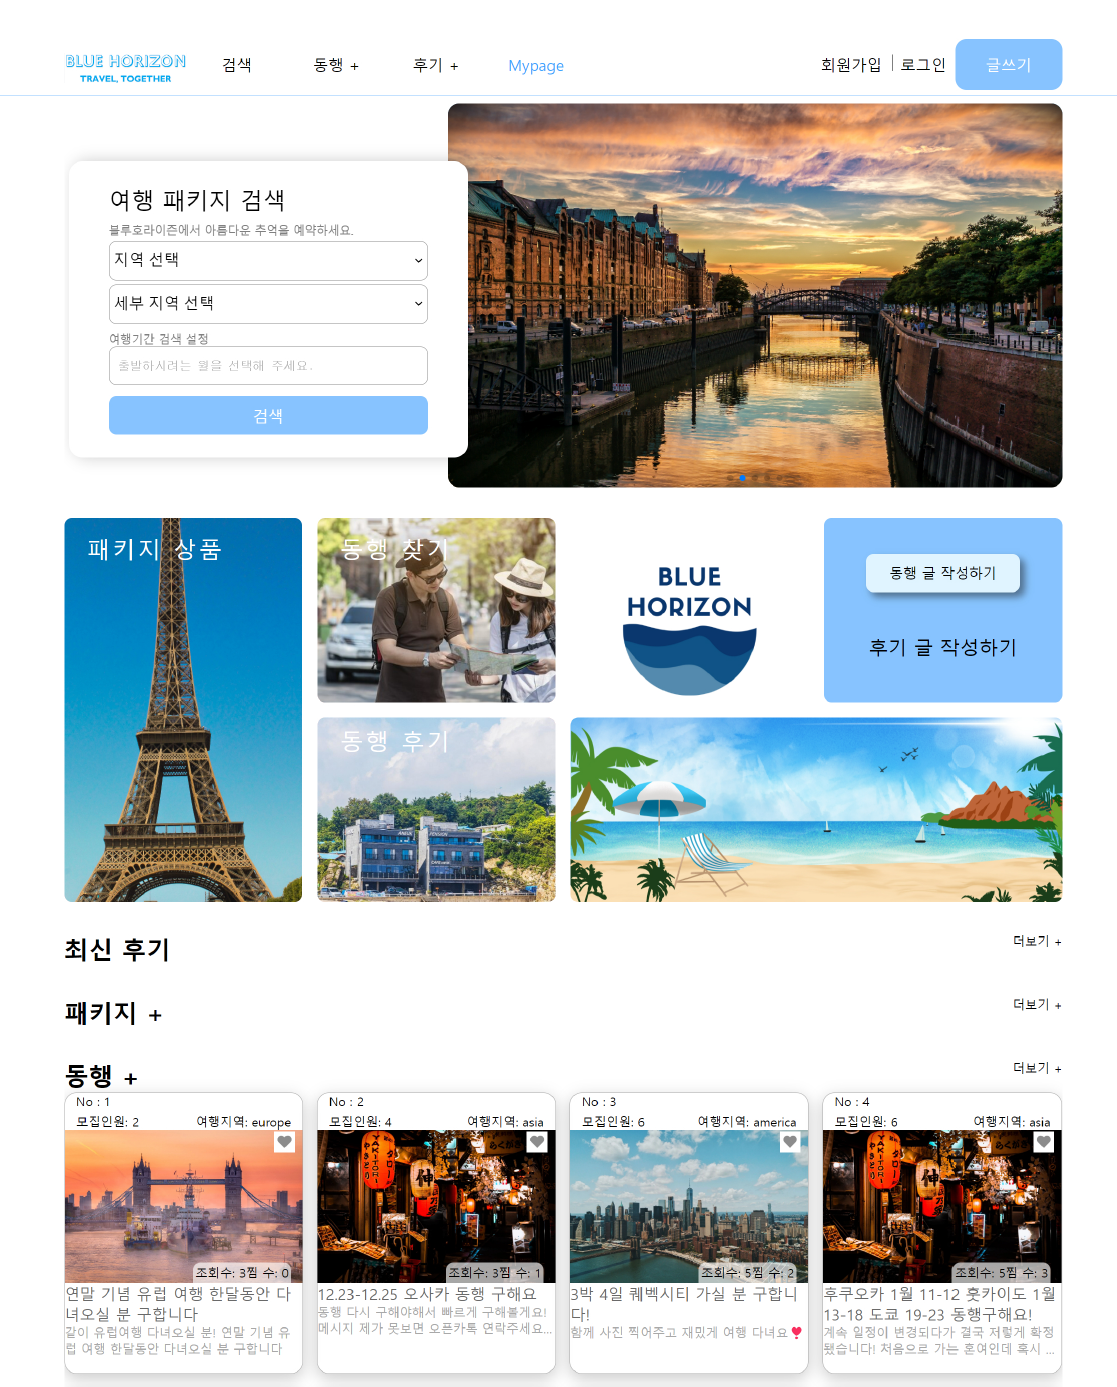 BLUE HORIZON
TRAVEL, TOGETHER
검색
동행 +
후기 +
Mypage
회원가입
로그인
글쓰기
여행 패키지 검색
블루호라이즌에서 아름다운 추억을 예약하세요.
지역 선택
세부 지역 선택
여행기간 검색 설정
출발하시려는 월을 선택해 주세요.
검색
패키지 상품
동행 찾기
BLUE
HORIZON
동행 글 작성하기
후기 글 작성하기
동행 후기
최신 후기
더보기 +
패키지 +
더보기 +
동행 +
더보기 +
No : 1
모집인원: 2
여행지역: europe
조회수: 3찜 수: 0
연말 기념 유럽 여행 한달동안 다
녀오실 분 구합니다
같이 유럽여행 다녀오실 분! 연말 기념 유
럽 여행 한달동안 다녀오실 분 구합니다
No : 2
모집인원: 4
여행지역: asia
조회수: 3찜 수: 1
12.23-12.25 오사카 동행 구해요
동행 다시 구해야해서 빠르게 구해볼게요!
메시지 제가 못보면 오픈카톡 연락주세요...
No : 3
모집인원: 6
여행지역: america
조회수: 5찜 수: 2
3박 4일 퀘벡시티 가실 분 구합니
다!
함께 사진 찍어주고 재밌게 여행 다녀요❣️
No : 4
모집인원: 6
여행지역: asia
조회수: 5찜 수: 3
후쿠오카 1월 11-12 홋카이도 1월
13-18 도쿄 19-23 동행구해요!
계속 일정이 변경되다가 결국 저렇게 확정
됐습니다! 처음으로 가는 혼여인데 혹시 ...